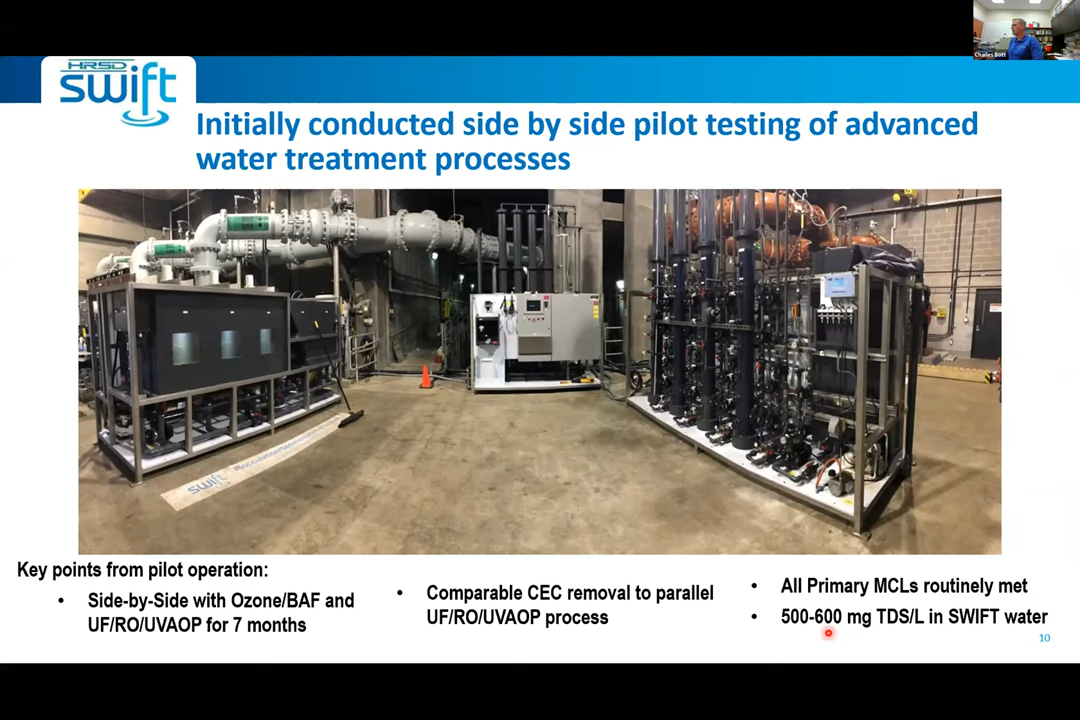 Charles Bott
HRSD
swift
Initially conducted side by side pilot testing of advanced
water treatment processes
swift
Key points from pilot operation:
• Side-by-Side with Ozone/BAF and
UF/RO/UVAOP for 7 months
• Comparable CEC removal to parallel
UF/RO/UVAOP process
• All Primary MCLs routinely met
• 500-600 mg TDS/L in SWIFT water
10